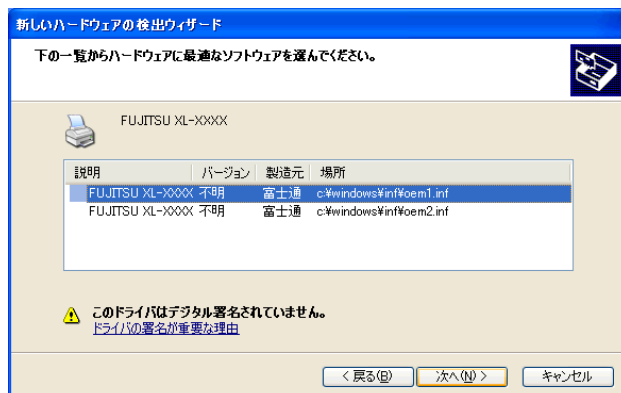 新しいハードウェアの検出ウィザード
下の一覧からハードウェアに最適なソフトウェアを選んでください。
FUJITSU XL-XXXX
説明 バージョン 製造元 場所
FUJITSU XL-XXXX 不明 富士通 c:¥windows¥inf¥oem1.inf
FUJITSU XL-XXXX 不明 富士通 c:¥windows¥inf¥oem2.inf
このドライバはデジタル署名されていません。
ドライバの署名が重要な理由
< 戻る(B) 次へ(N) > キャンセル